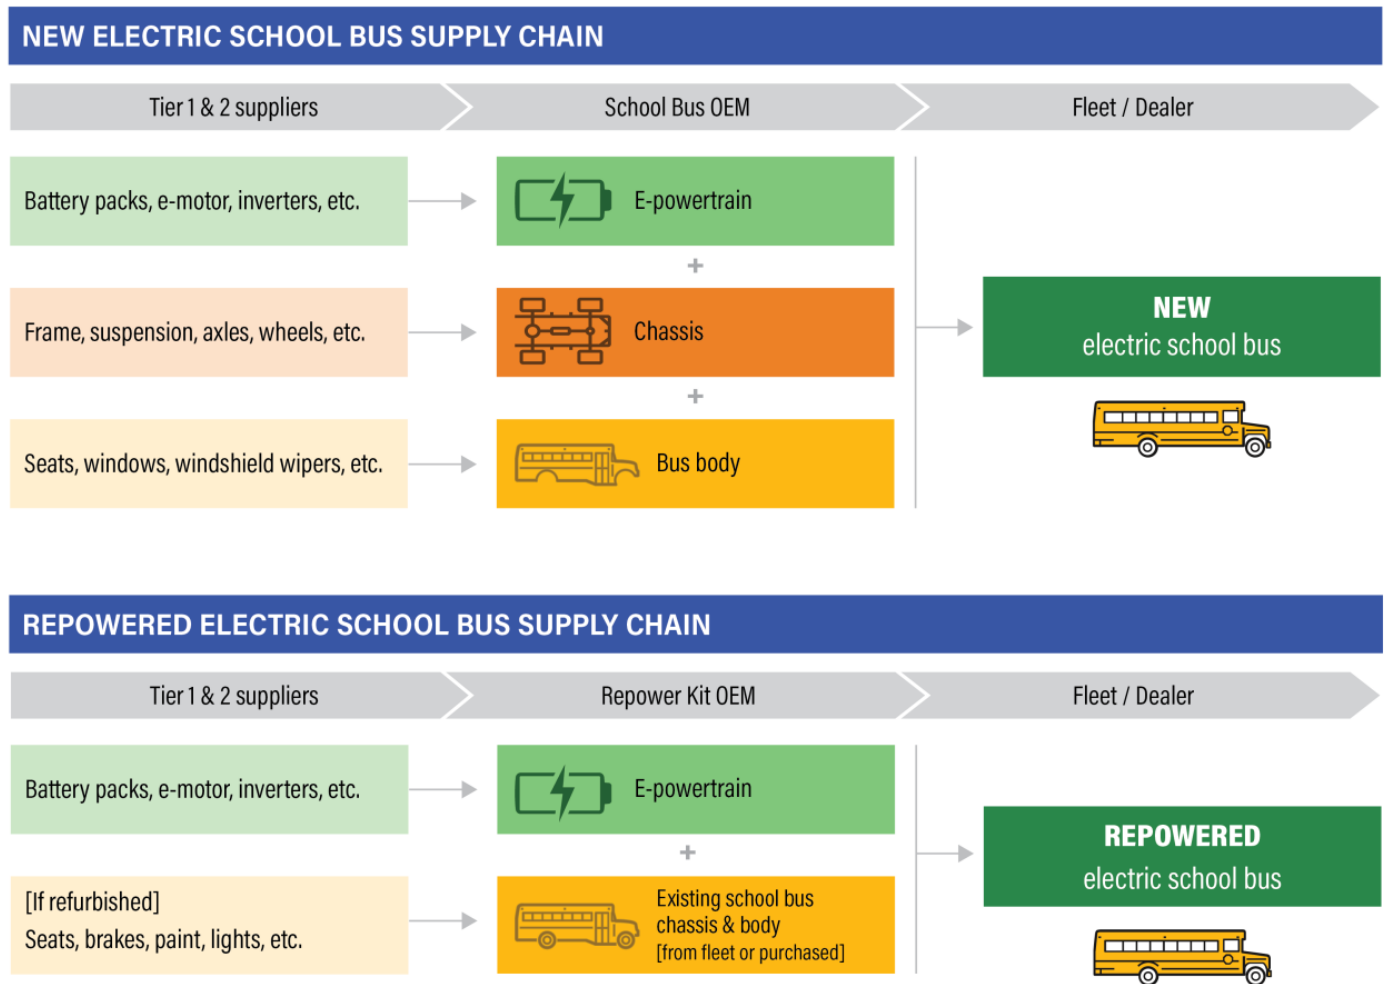 NEW ELECTRIC SCHOOL BUS SUPPLY CHAIN
Tier 1 & 2 suppliers
School Bus OEM
Fleet / Dealer
Battery packs, e-motor, inverters, etc.
E-powertrain
+
Frame, suspension, axles, wheels, etc.
Chassis
+
Seats, windows, windshield wipers, etc.
Bus body
NEW
electric school bus
REPOWERED ELECTRIC SCHOOL BUS SUPPLY CHAIN
Tier 1 & 2 suppliers
Repower Kit OEM
Fleet / Dealer
Battery packs, e-motor, inverters, etc.
E-powertrain
+
[If refurbished]
Seats, brakes, paint, lights, etc.
Existing school bus
chassis & body
[from fleet or purchased]
REPOWERED
electric school bus